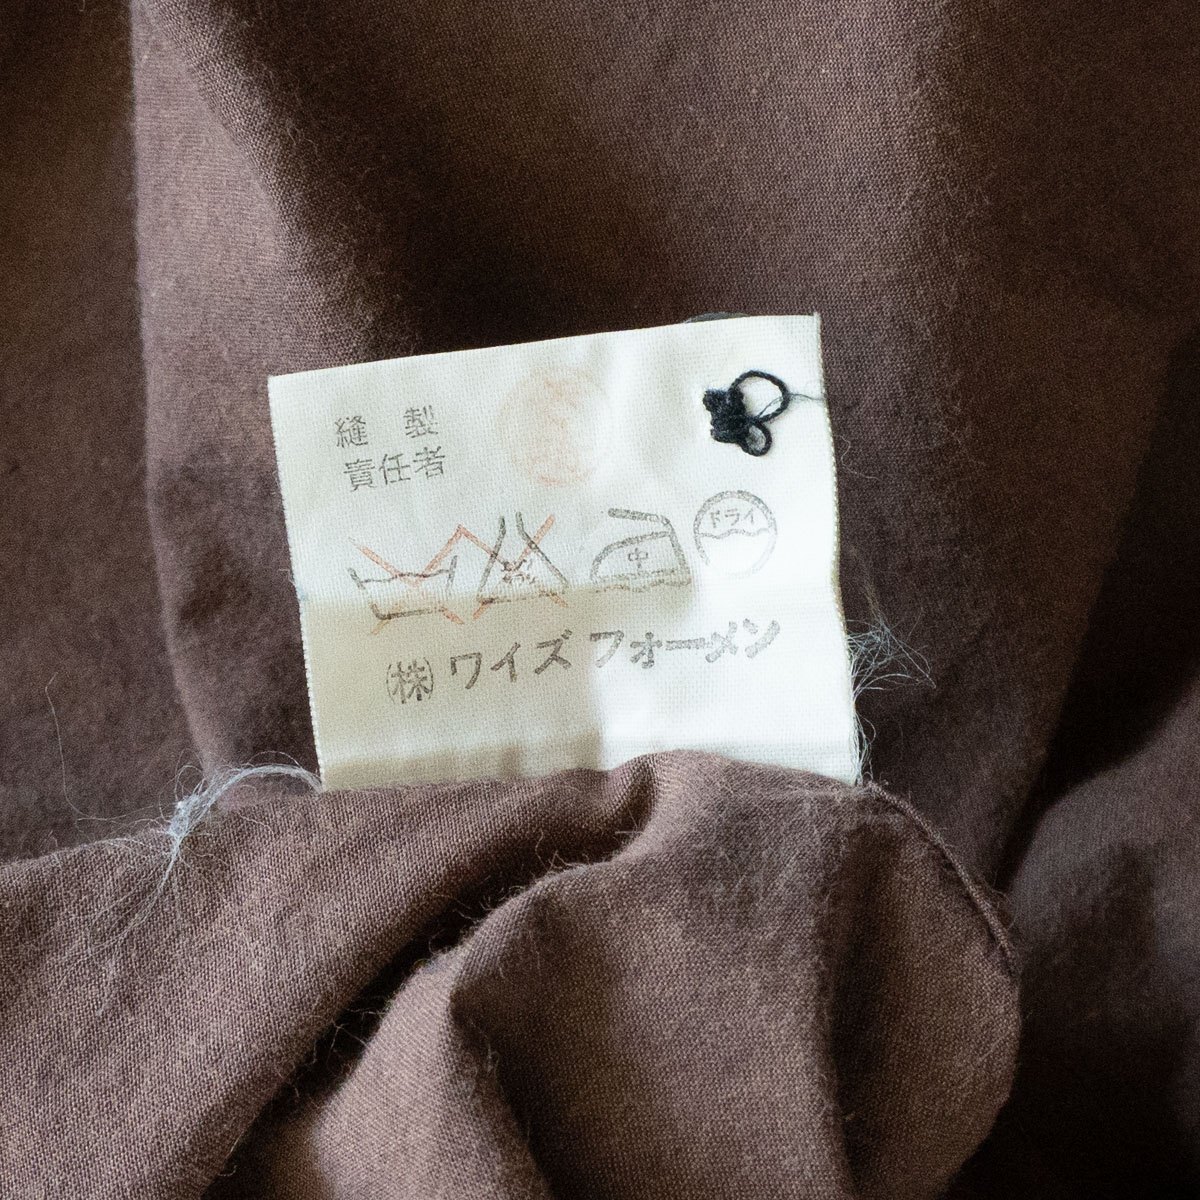 縫製
責任者
中 ドライ
㈱ワイズフォーメン